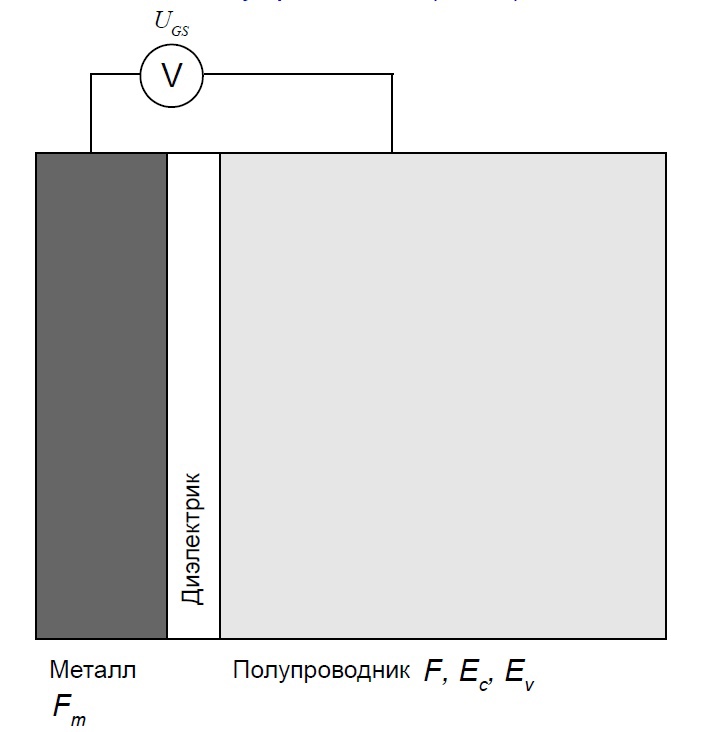 U_GS
V
Диэлектрик
Металл
F_m
Полупроводник F, E_c, E_v